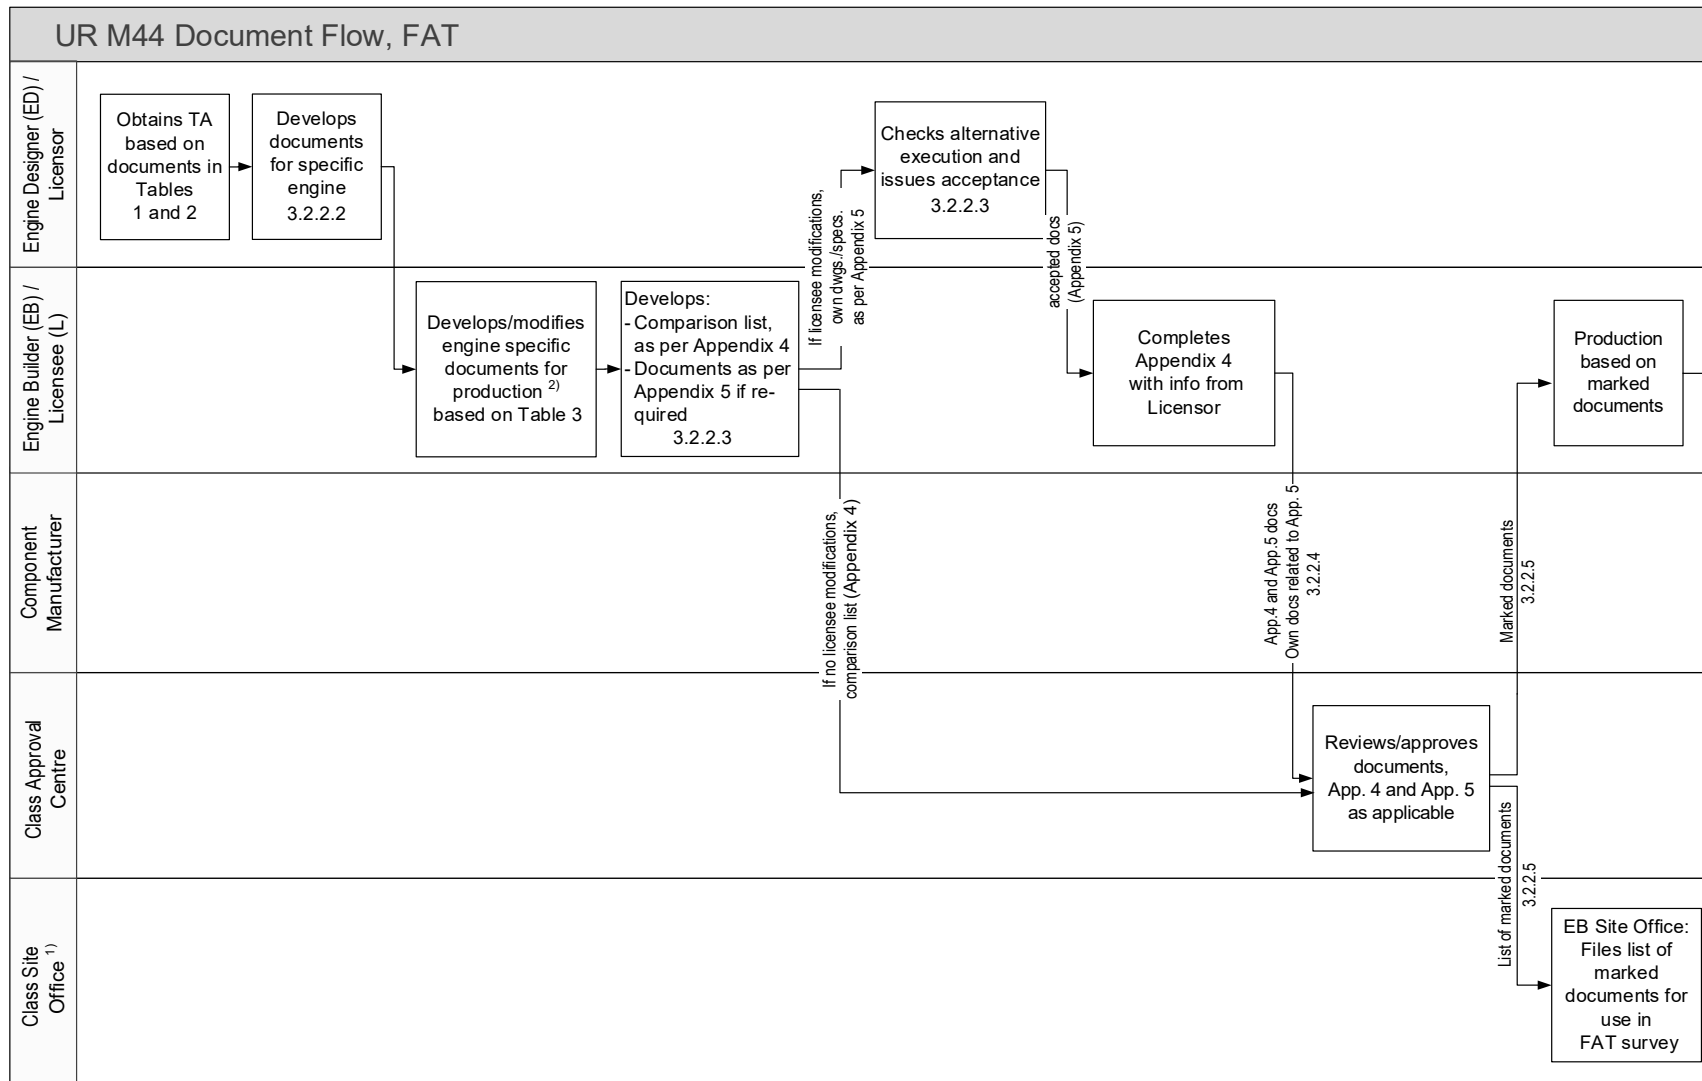 UR M44 Document Flow, FAT
Engine Designer (ED) /
Licensor
Obtains TA
based on
documents in
Tables
1 and 2
Develops
documents
for specific
engine
3.2.2.2
If licensee modifications,
own dwgs./specs.
as per Appendix 5
Checks alternative
execution and
issues acceptance
3.2.2.3
accepted docs
(Appendix 5)
Engine Builder (EB) /
Licensee (L)
Develops/modifies
engine specific
documents for
production 2)
based on Table 3
Develops:
- Comparison list,
as per Appendix 4
- Documents as per
Appendix 5 if re-
quired
3.2.2.3
Completes
Appendix 4
with info from
Licensor
Production
based on
marked
documents
Component
Manufacturer
If no licensee modifications,
comparison list (Appendix 4)
App.4 and App.5 docs
Own docs related to App. 5
3.2.2.4
Marked documents
3.2.2.5
Class Approval
Centre
Reviews/approves
documents,
App. 4 and App. 5
as applicable
List of marked documents
3.2.2.5
Class Site
Office 1)
EB Site Office:
Files list of
marked
documents for
use in
FAT survey